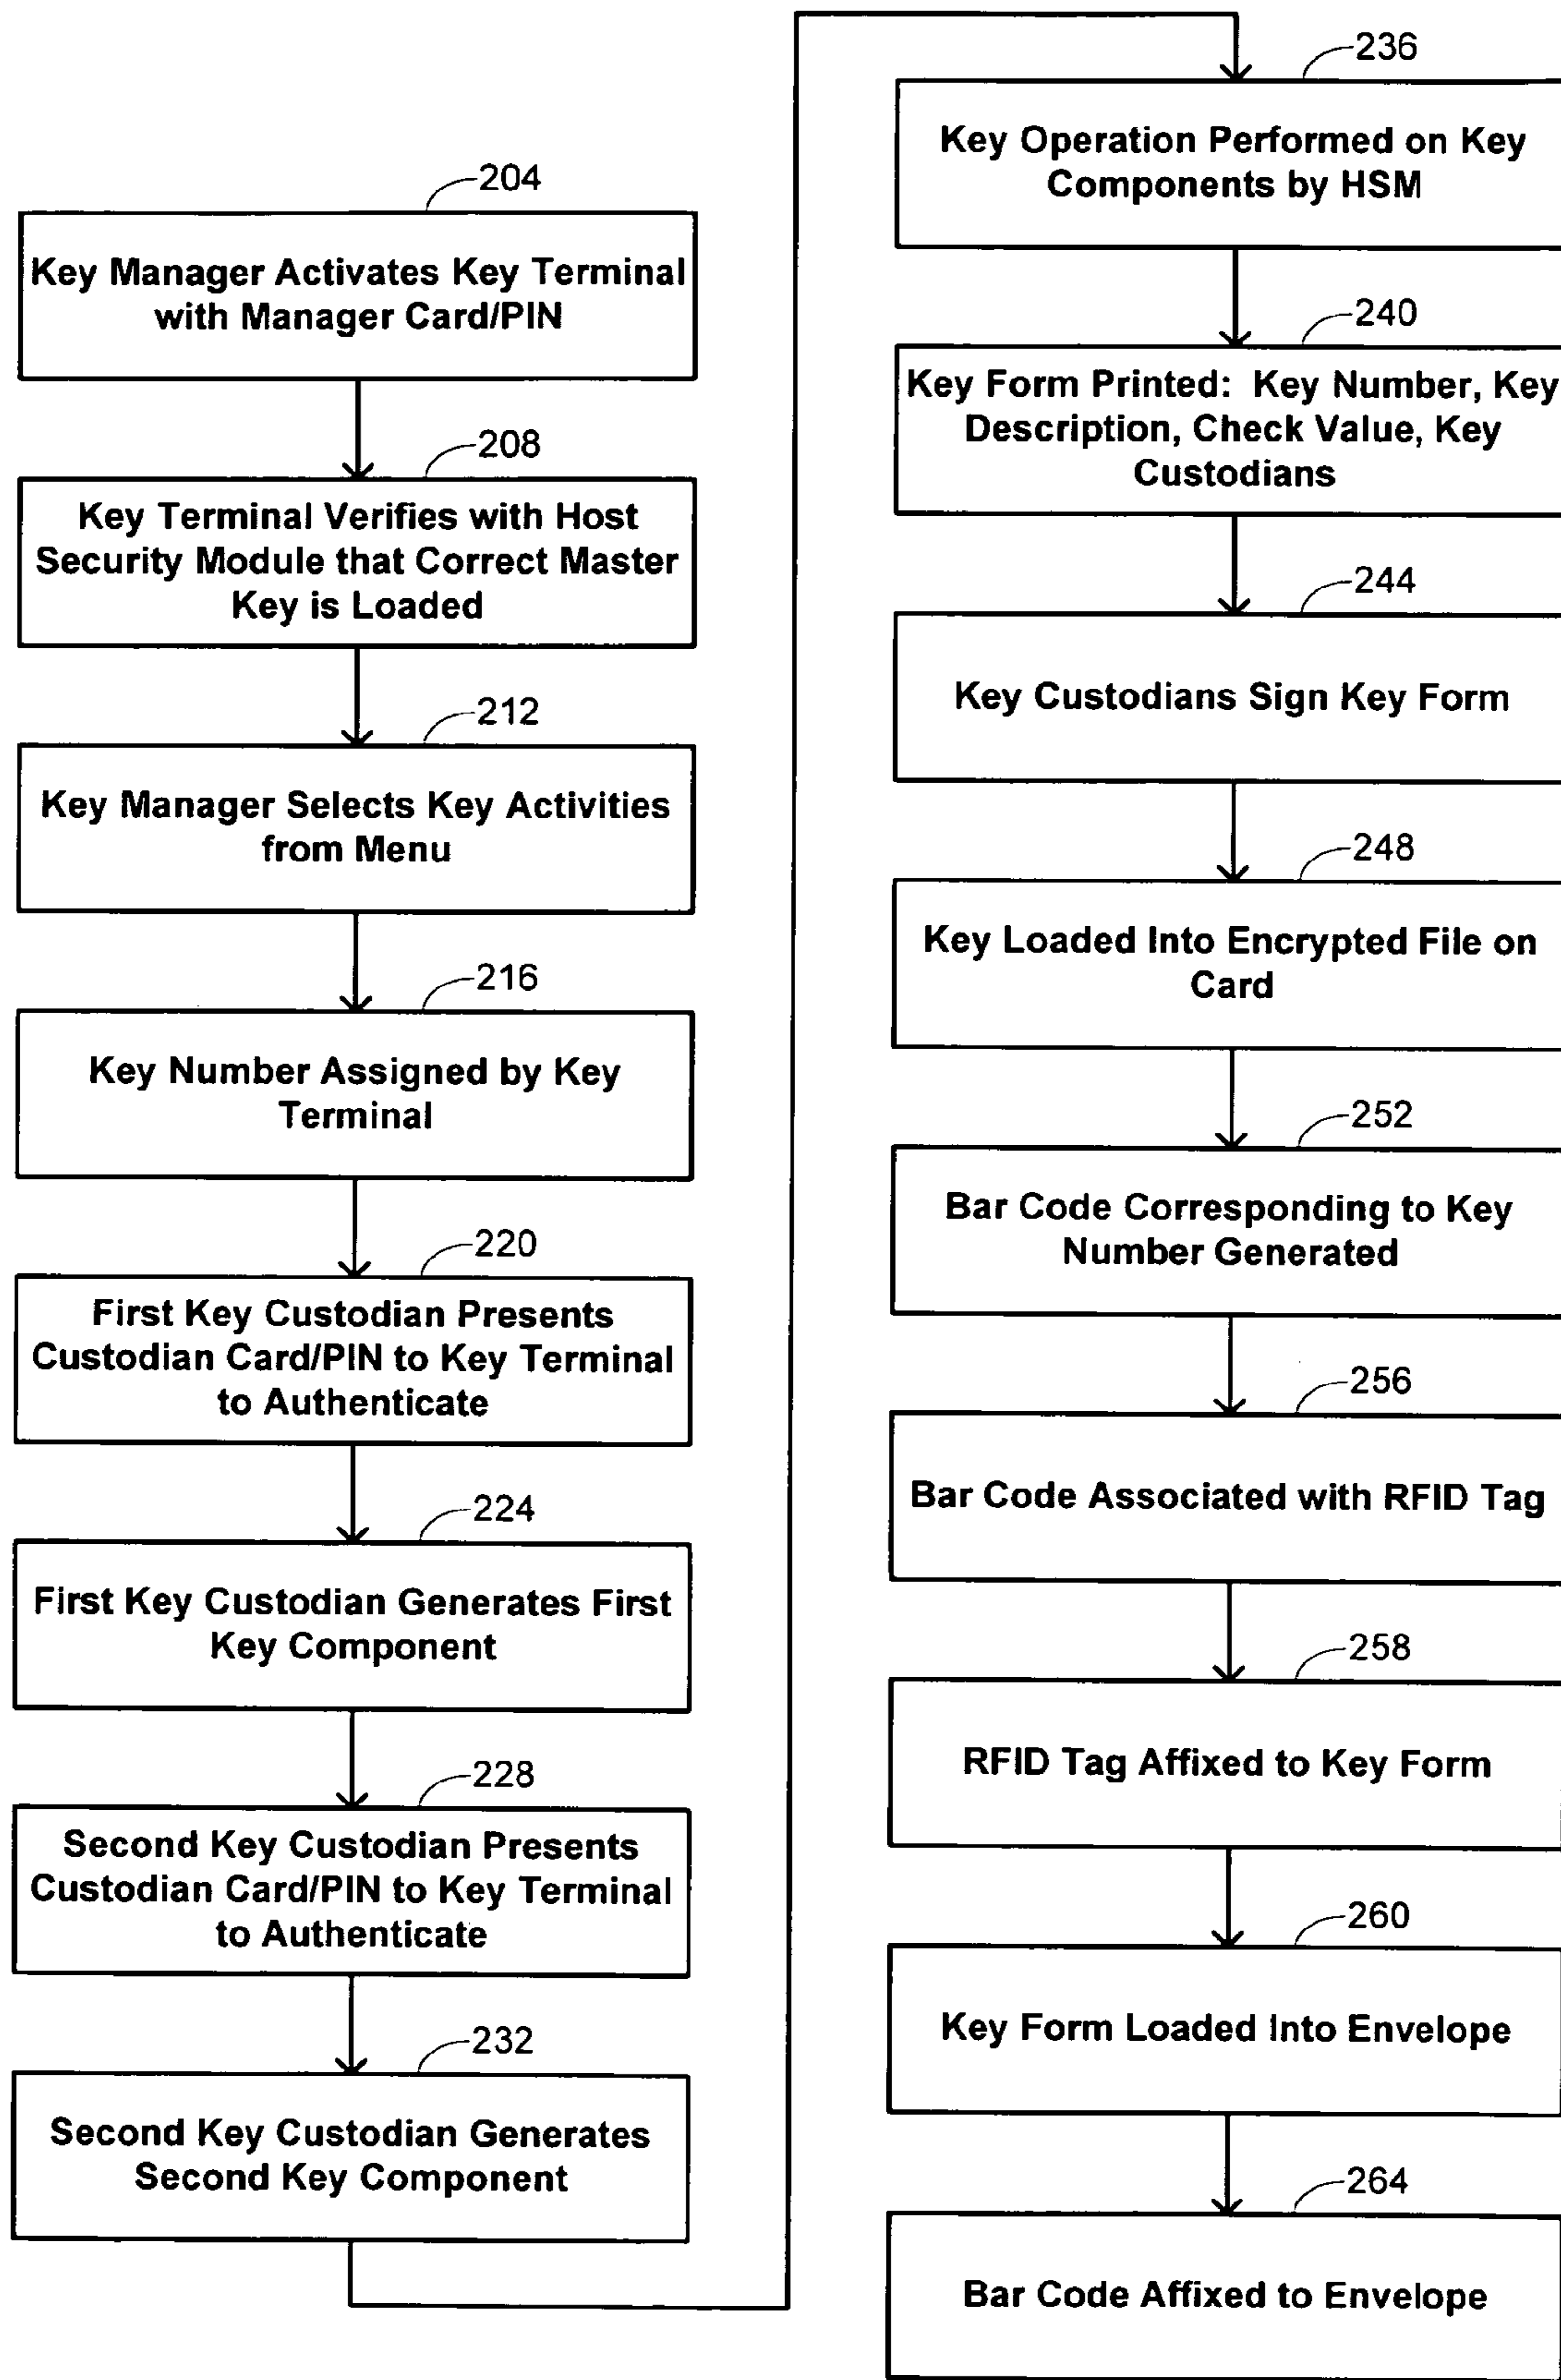 204
Key Manager Activates Key Terminal
with Manager Card/PIN
208
Key Terminal Verifies with Host
Security Module that Correct Master
Key is Loaded
212
Key Manager Selects Key Activities
from Menu
216
Key Number Assigned by Key
Terminal
220
First Key Custodian Presents
Custodian Card/PIN to Key Terminal
to Authenticate
224
First Key Custodian Generates First
Key Component
228
Second Key Custodian Presents
Custodian Card/PIN to Key Terminal
to Authenticate
232
Second Key Custodian Generates
Second Key Component
236
Key Operation Performed on Key
Components by HSM
240
Key Form Printed: Key Number, Key
Description, Check Value, Key
Custodians
244
Key Custodians Sign Key Form
248
Key Loaded Into Encrypted File on
Card
252
Bar Code Corresponding to Key
Number Generated
256
Bar Code Associated with RFID Tag
258
RFID Tag Affixed to Key Form
260
Key Form Loaded Into Envelope
264
Bar Code Affixed to Envelope